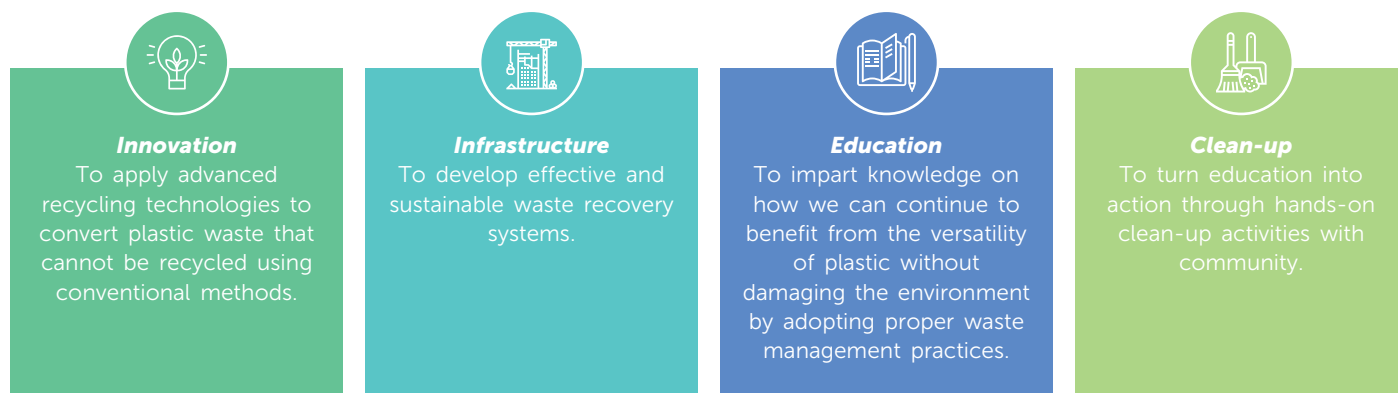 Innovation
To apply advanced
recycling technologies to
convert plastic waste that
cannot be recycled using
conventional methods.
Infrastructure
To develop effective and
sustainable waste recovery
systems.
Education
To impart knowledge on
how we can continue to
benefit from the versatility
of plastic without
damaging the environment
by adopting proper waste
management practices.
Clean-up
To turn education into
action through hands-on
clean-up activities with
community.